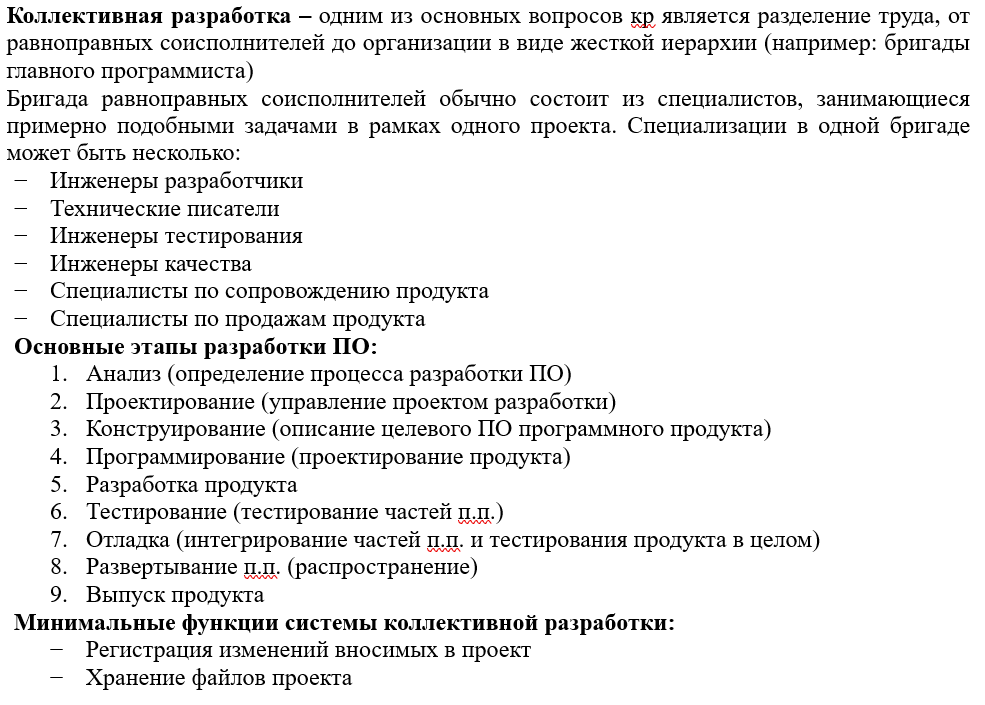 Коллективная разработка – одним из основных вопросов кр является разделение труда, от
равноправных соисполнителей до организации в виде жесткой иерархии (например: бригады
главного программиста)
Бригада равноправных соисполнителей обычно состоит из специалистов, занимающиеся
примерно подобными задачами в рамках одного проекта. Специализации в одной бригаде
может быть несколько:
− Инженеры разработчики
− Технические писатели
− Инженеры тестирования
− Инженеры качества
− Специалисты по сопровождению продукта
− Специалисты по продажам продукта
Основные этапы разработки ПО:
1. Анализ (определение процесса разработки ПО)
2. Проектирование (управление проектом разработки)
3. Конструирование (описание целевого ПО программного продукта)
4. Программирование (проектирование продукта)
5. Разработка продукта
6. Тестирование (тестирование частей п.п.)
7. Отладка (интегрирование частей п.п. и тестирования продукта в целом)
8. Развертывание п.п. (распространение)
9. Выпуск продукта
Минимальные функции системы коллективной разработки:
− Регистрация изменений вносимых в проект
− Хранение файлов проекта